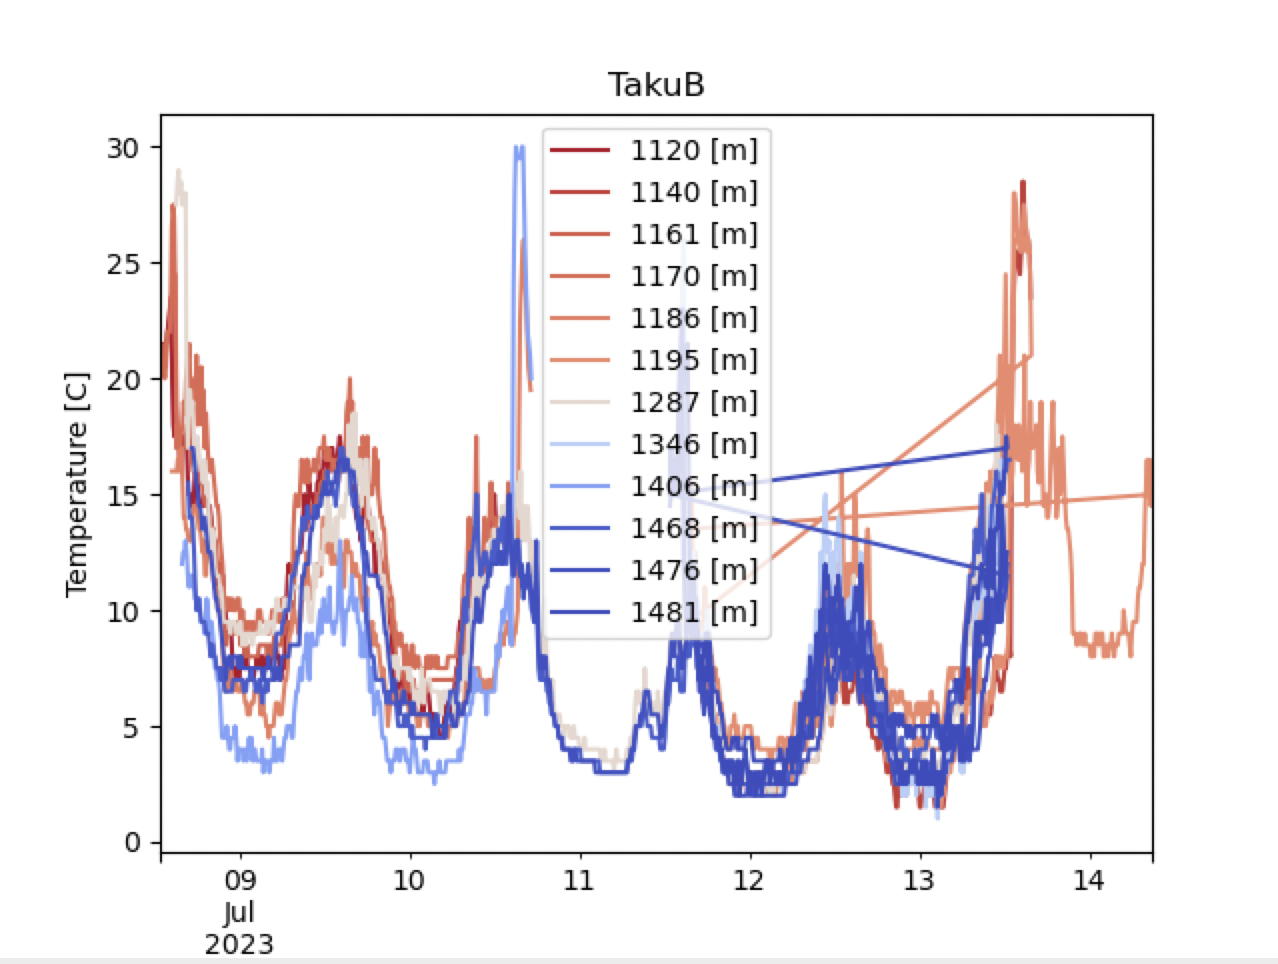 TakuB
Temperature [C]
30
25
20
15
10
5
0
1120 [m]
1140 [m]
1161 [m]
1170 [m]
1186 [m]
1195 [m]
1287 [m]
1346 [m]
1406 [m]
1468 [m]
1476 [m]
1481 [m]
09 10 11 12 13 14
Jul
2023